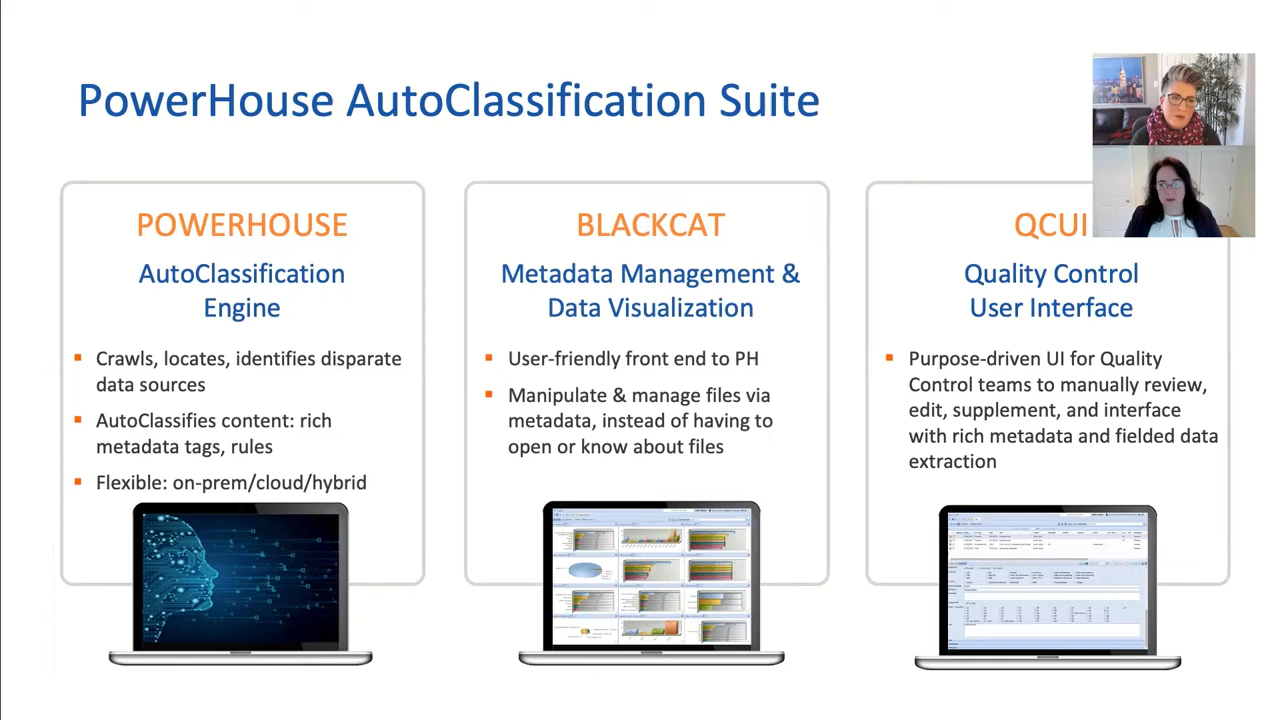 PowerHouse AutoClassification Suite
POWERHOUSE
AutoClassification
Engine
Crawls, locates, identifies disparate
data sources
AutoClassifies content: rich
metadata tags, rules
Flexible: on-prem/cloud/hybrid
BLACKCAT
Metadata Management &
Data Visualization
User-friendly front end to PH
Manipulate & manage files via
metadata, instead of having to
open or know about files
QCUI
Quality Control
User Interface
Purpose-driven UI for Quality
Control teams to manually review,
edit, supplement, and interface
with rich metadata and fielded data
extraction